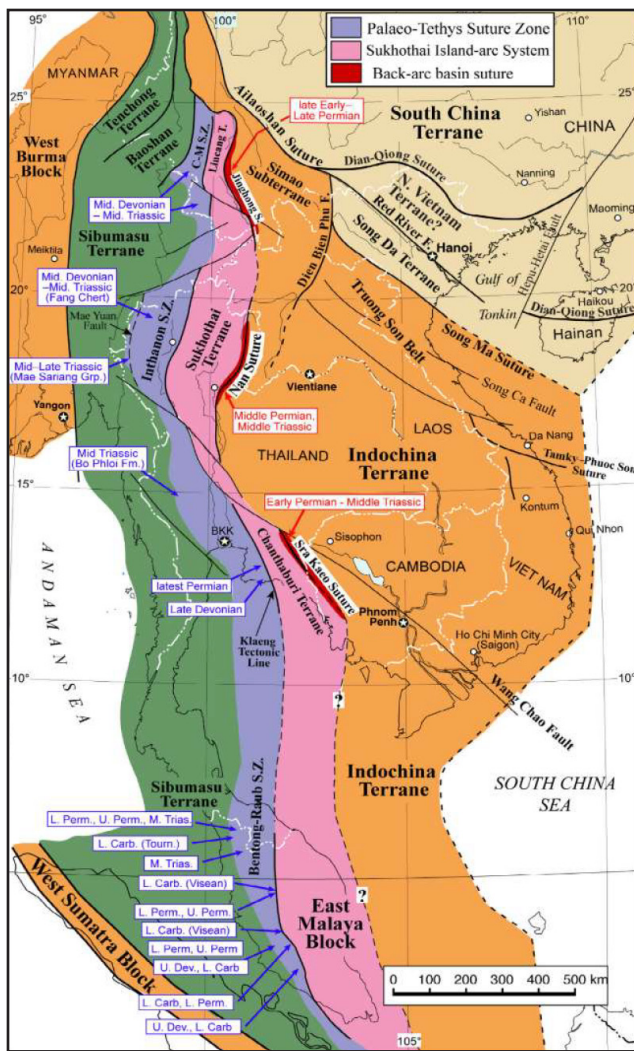 95°
100°
110°
Palaeo-Tethys Suture Zone
Sukhothai Island-arc System
Back-arc basin suture
MYANMAR
25°
Tengchong
Terrane
Baoshan
Terrane
West
Burma
Block
C-M S.Z.
Lincang T.
Jinghong S.
late Early–
Late Permian
Ailaoshan Suture
South China
Terrane
Yishan
CHINA
25°
Dian-Qiong Suture
Nanning
Simao
Subterrane
N. Vietnam
Terrane?
Red River F.
Hanoi
Maoming
Mid. Devonian
– Mid. Triassic
Dien Bien Phu F.
Song Da Terrane
Hepu-Hetai Fault
Meiktila
Sibumasu
Terrane
20°
20°
Gulf of
Tonkin
Haikou
Dian-Qiong Suture
Hainan
Mid. Devonian
–Mid. Triassic
(Fang Chert)
Mae Yuan
Fault
Inthanon S.Z.
Sukhothai
Terrane
Nan Suture
Truong Son Belt
Song Ma Suture
Song Ca Fault
Mid–Late Triassic
(Mae Sariang Grp.)
Vientiane
Yangon
Middle Permian,
Middle Triassic
LAOS
Da Nang
Tamky-Phuoc Son
Suture
Mid Triassic
(Bo Phloi Fm.)
THAILAND
Indochina
Terrane
15°
15°
Kontum
Early Permian - Middle Triassic
BKK
Sisophon
Qui Nhon
Chanthaburi Terrane
Sra Kaeo Suture
CAMBODIA
VIET NAM
latest Permian
Late Devonian
Phnom
Penh
Klaeng
Tectonic
Line
Ho Chi Minh City
(Saigon)
10°
10°
ANDAMAN SEA
?
Wang Chao Fault
Indochina
Terrane
SOUTH CHINA
SEA
Sibumasu
Terrane
Bentong-Raub S.Z.
L. Perm., U. Perm., M. Trias.
L. Carb. (Tourn.)
M. Trias.
L. Carb. (Visean)
L. Perm., U. Perm.
L. Carb. (Visean)
L. Perm, U. Perm
U. Dev., L. Carb
L. Carb, L. Perm.
U. Dev., L. Carb
?
East
Malaya
Block
West Sumatra Block
0 100 200 300 400 500 km
105°